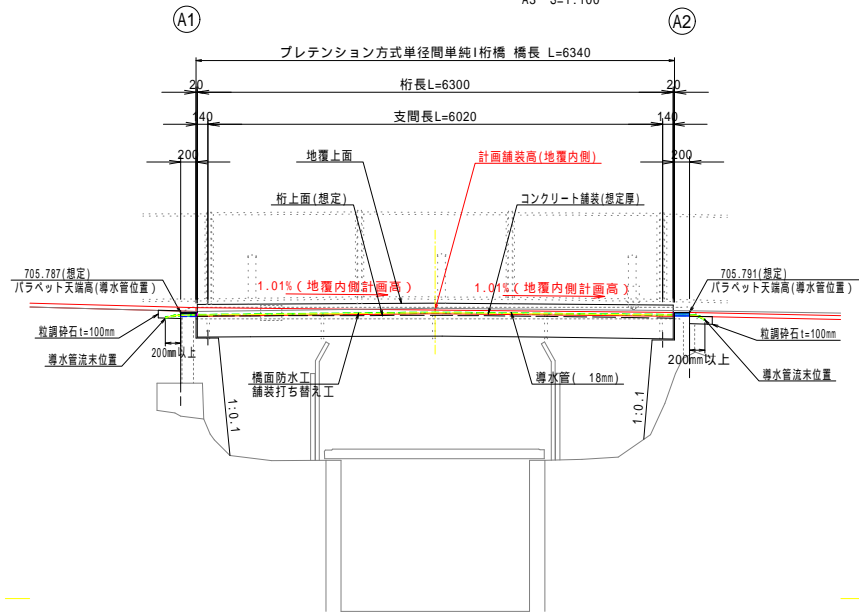 A3 S=1:100
A1
A2
プレテンション方式単径間単純I桁橋 橋長 L=6340
20
桁長L=6300
20
140
支間長L=6020
140
200
地覆上面
計画舗装高(地覆内側)
200
桁上面(想定)
コンクリート舗装(想定厚)
705.787(想定)
パラペット天端高(導水管位置)
1.01%(地覆内側計画高)
1.01%(地覆内側計画高)
705.791(想定)
パラペット天端高(導水管位置)
粒調砕石t=100mm
200mm以上
導水管流末位置
粒調砕石t=100mm
200mm以上
導水管流末位置
橋面防水工
舗装打ち替え工
導水管( 18mm)
1:0.1
1:0.1